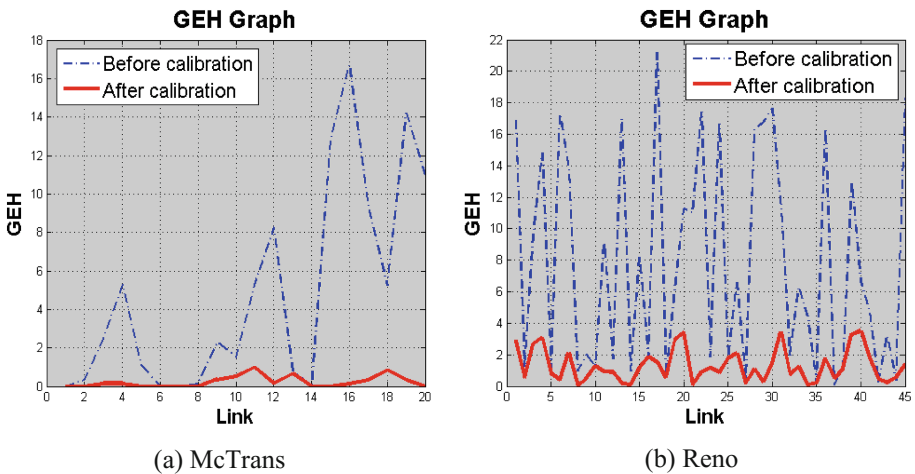 GEH Graph
18
16
14
12
10
8
6
4
2
0
GEH
Before calibration
After calibration
0 2 4 6 8 10 12 14 16 18 20
Link
(a) McTrans
GEH Graph
22
20
18
16
14
12
10
8
6
4
2
0
GEH
Before calibration
After calibration
0 5 10 15 20 25 30 35 40 45
Link
(b) Reno